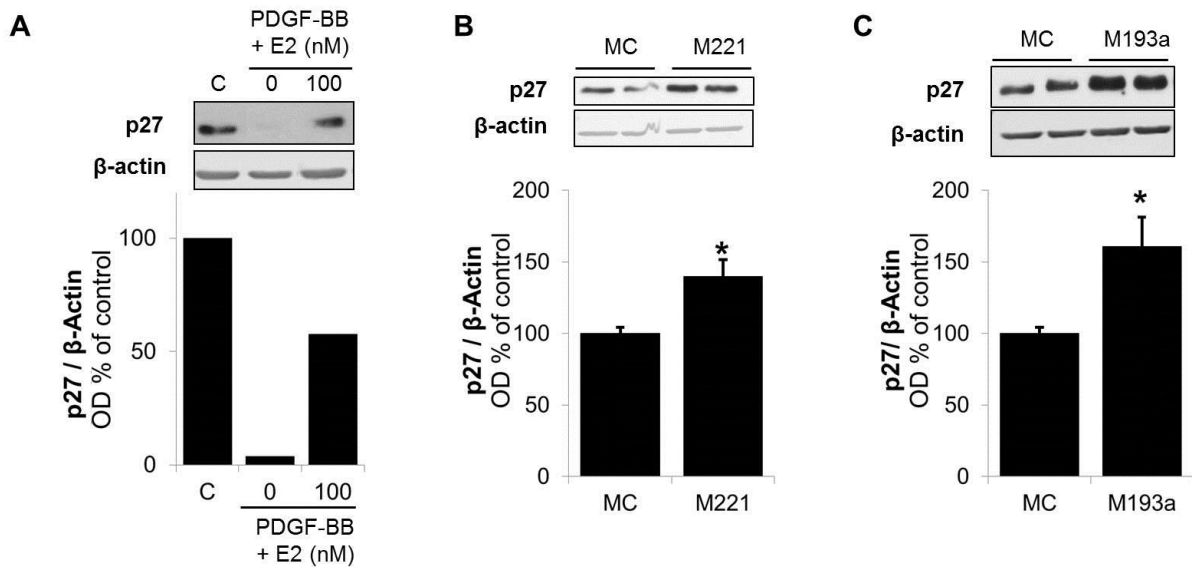 A
PDGF-BB
+ E2 (nM)
C 0 100
p27
β-actin
p27 / β-Actin
OD % of control
100
50
0
C 0 100
PDGF-BB
+ E2 (nM)
B
MC M221
p27
β-actin
p27 / β-Actin
OD % of control
200
150
100
50
0
*
MC M221
C
MC M193a
p27
β-actin
p27/ β-Actin
OD % of control
200
150
100
50
0
*
MC M193a